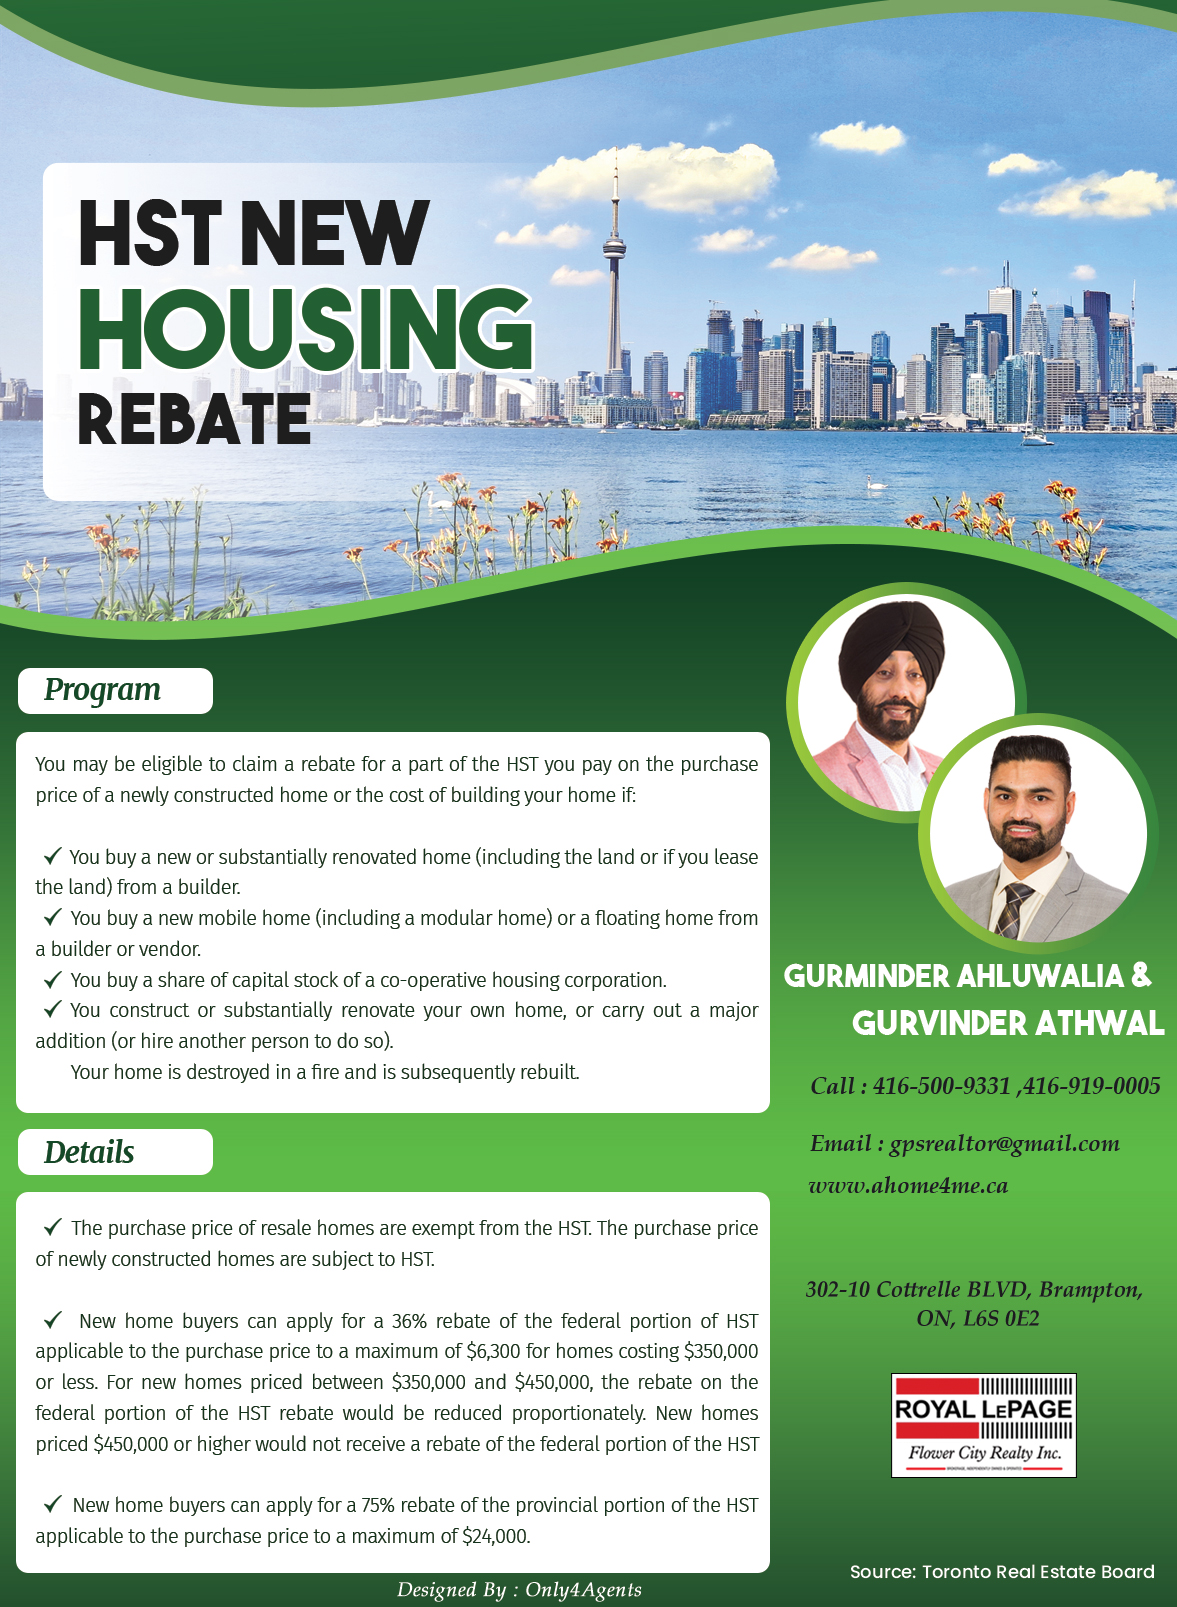 HST NEW
HOUSING
REBATE
Program
You may be eligible to claim a rebate for a part of the HST you pay on the purchase
price of a newly constructed home or the cost of building your home if:
✓ You buy a new or substantially renovated home (including the land or if you lease
the land) from a builder.
✓ You buy a new mobile home (including a modular home) or a floating home from
a builder or vendor.
✓ You buy a share of capital stock of a co-operative housing corporation.
✓ You construct or substantially renovate your own home, or carry out a major
addition (or hire another person to do so).
Your home is destroyed in a fire and is subsequently rebuilt.
Details
✓ The purchase price of resale homes are exempt from the HST. The purchase price
of newly constructed homes are subject to HST.
✓ New home buyers can apply for a 36% rebate of the federal portion of HST
applicable to the purchase price to a maximum of $6,300 for homes costing $350,000
or less. For new homes priced between $350,000 and $450,000, the rebate on the
federal portion of the HST rebate would be reduced proportionately. New homes
priced $450,000 or higher would not receive a rebate of the federal portion of the HST
✓ New home buyers can apply for a 75% rebate of the provincial portion of the HST
applicable to the purchase price to a maximum of $24,000.
Designed By : Only4Agents
GURMINDER AHLUWALIA &
GURVINDER ATHWAL
Call : 416-500-9331 ,416-919-0005
Email : gpsrealtor@gmail.com
www.ahome4me.ca
302-10 Cottrelle BLVD, Brampton,
ON, L6S 0E2
ROYAL LEPAGE
Flower City Realty Inc.
BROKERAGE, INDEPENDENTLY OWNED & OPERATED
Source: Toronto Real Estate Board